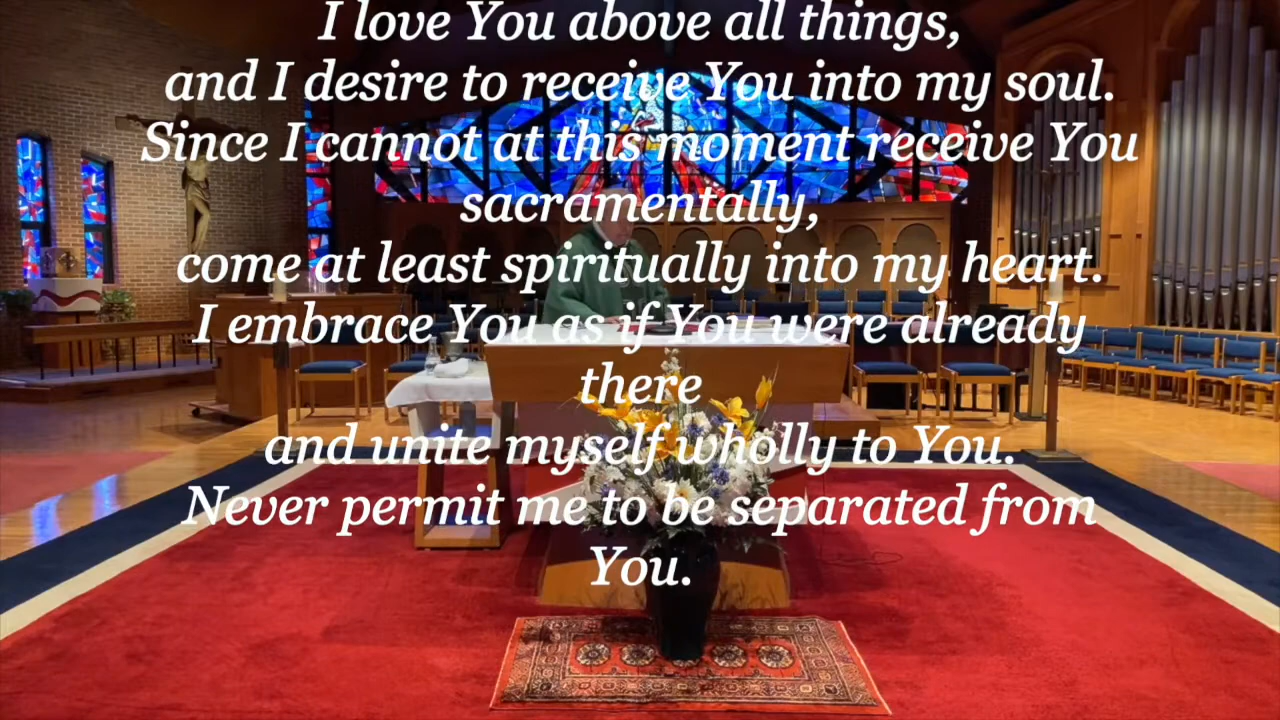 I love You above all things,
and I desire to receive You into my soul.
Since I cannot at this moment receive You
sacramentally,
come at least spiritually into my heart.
I embrace You as if You were already
there
and unite myself wholly to You.
Never permit me to be separated from
You.